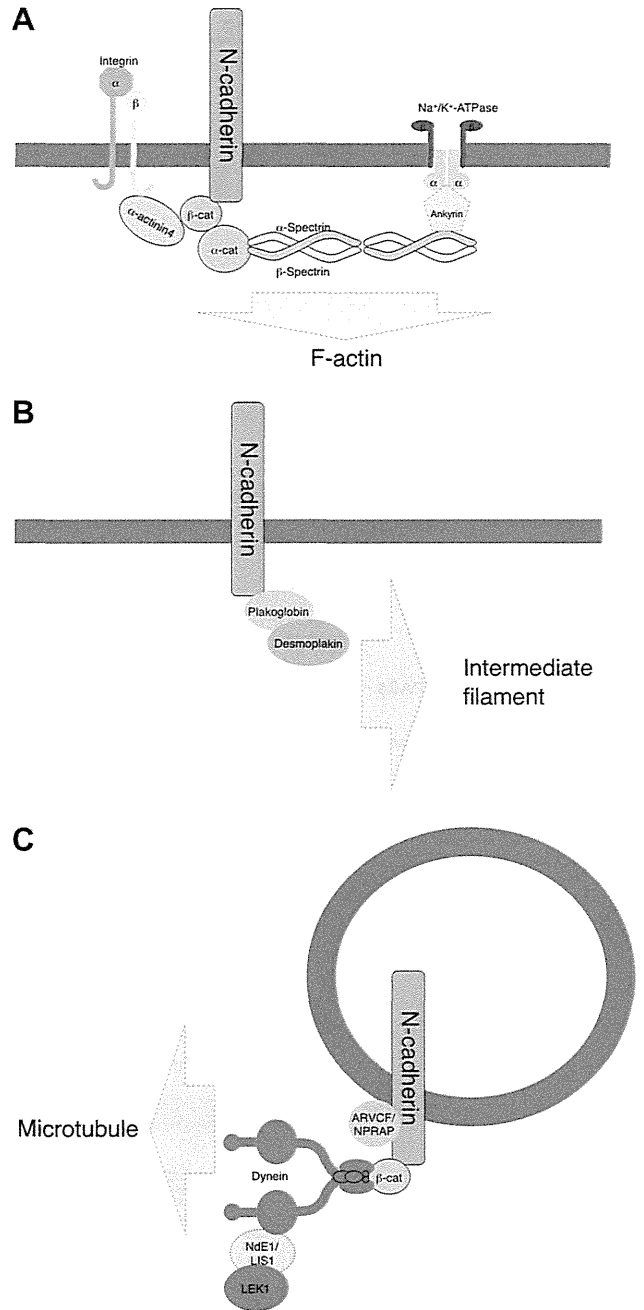 A
Integrin
α
β
N-cadherin
Na⁺/K⁺-ATPase
β
β
α
α
Ankyrin
α-actinin4
β-cat
α-cat
α-Spectrin
β-Spectrin
F-actin
B
N-cadherin
Plakoglobin
Desmoplakin
Intermediate
filament
C
N-cadherin
ARVCF/
NPRAP
Microtubule
Dynein
β-cat
NdE1/
LIS1
LEK1